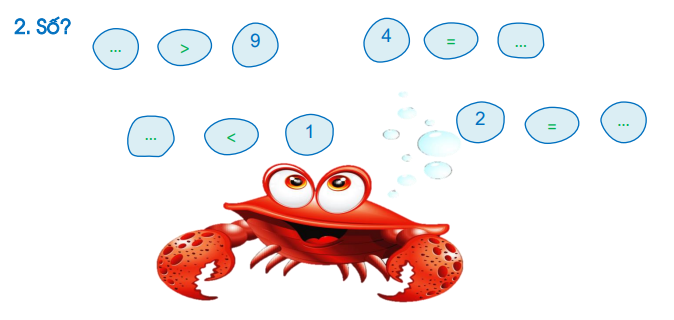 2. Số?
... > 9
4 = ...
... < 1
2 = ...